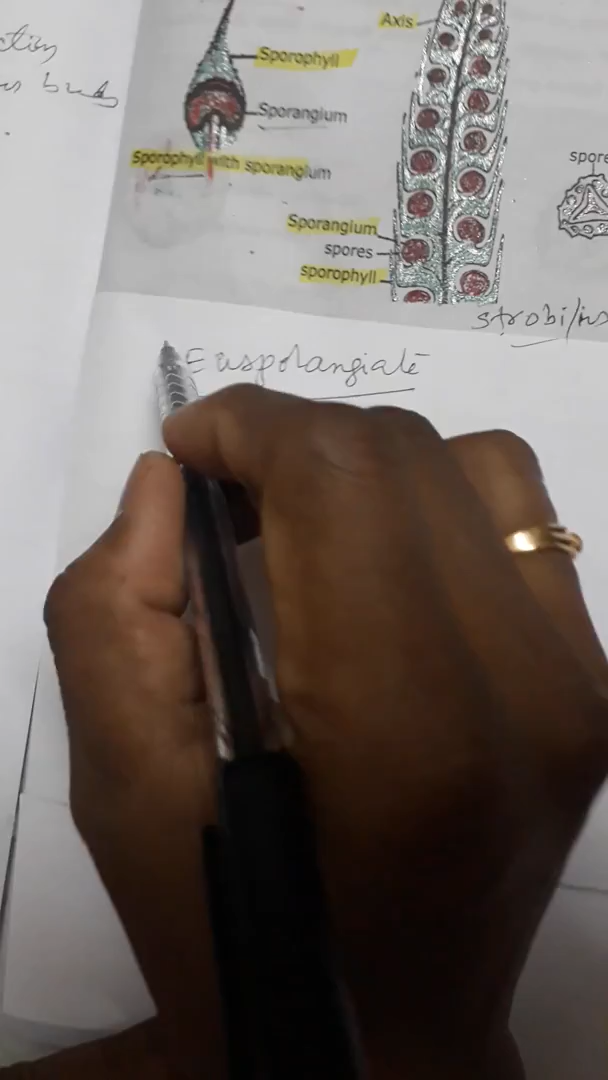 Axis
Sporophyll
Sporangium
Sporophyll with sporangium
Sporangium
spores
sporophyll
spore
strobilus
Eusporangiate